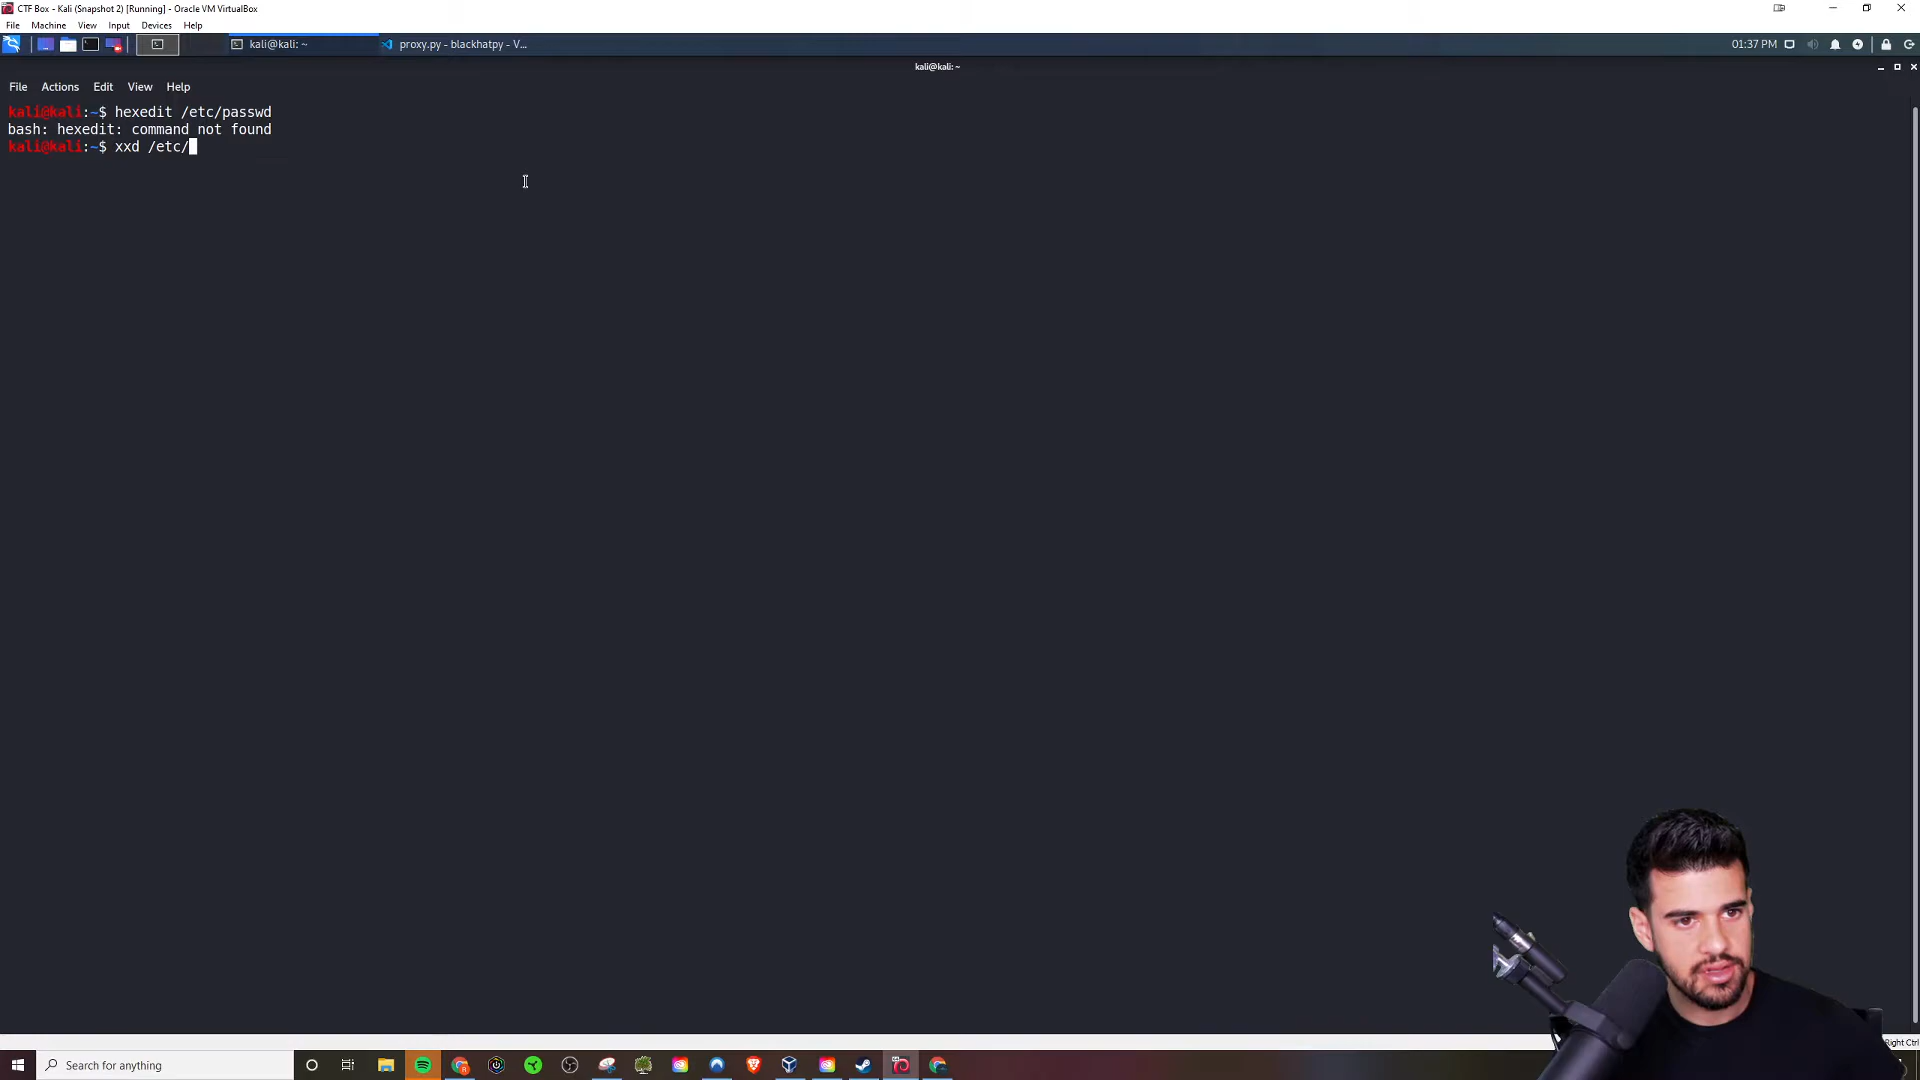 CTF Box - Kali (Snapshot 2) [Running] - Oracle VM VirtualBox
File Machine View Input Devices Help
kali@kali: ~
proxy.py - blackhatpy - V...
01:37 PM
kali@kali: ~
File Actions Edit View Help
kali@kali:~$ hexedit /etc/passwd
bash: hexedit: command not found
kali@kali:~$ xxd /etc/
Right Ctrl
Search for anything